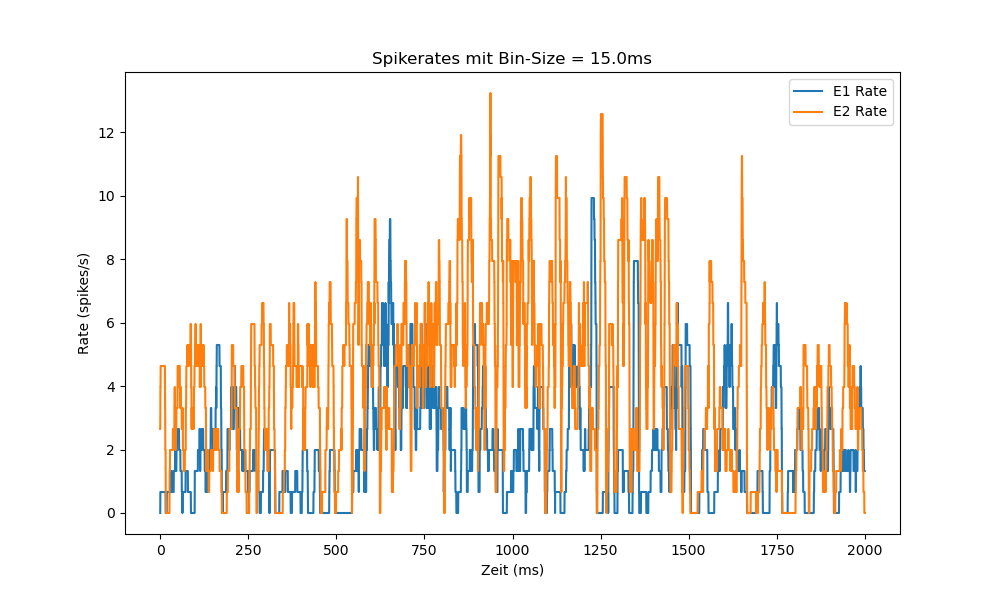 Spikerates mit Bin-Size = 15.0ms
E1 Rate
E2 Rate
12
10
8
6
4
2
0
Rate (spikes/s)
0 250 500 750 1000 1250 1500 1750 2000
Zeit (ms)